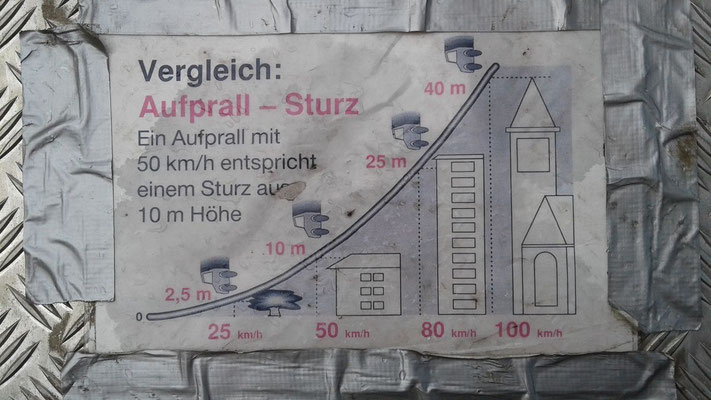 Vergleich:
Aufprall – Sturz
Ein Aufprall mit
50 km/h entspricht
einem Sturz aus
10 m Höhe
40 m
25 m
10 m
2,5 m
0
25 km/h 50 km/h 80 km/h 100 km/h